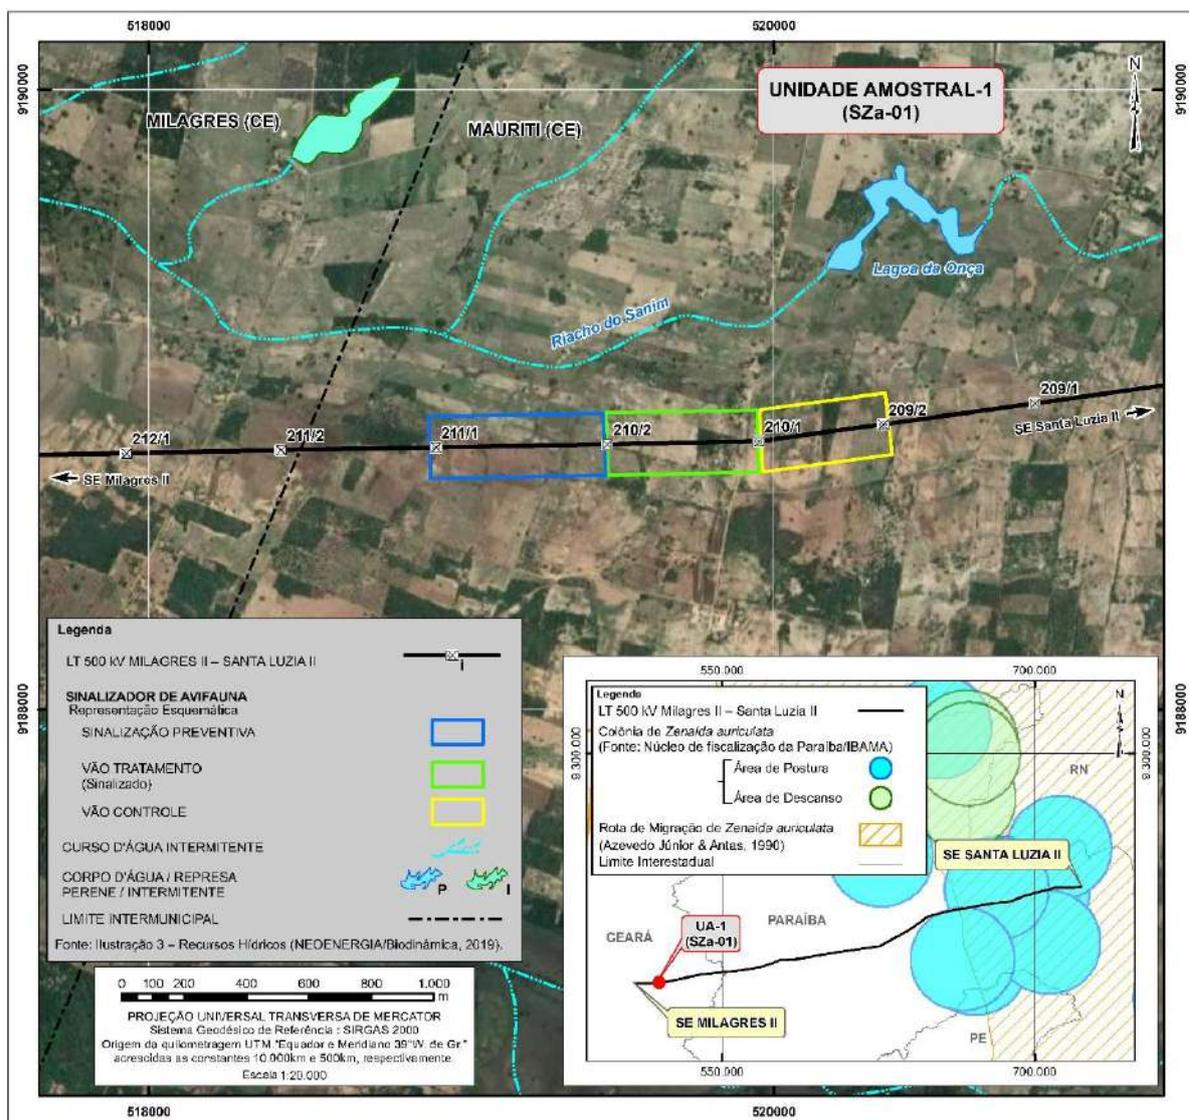 518000
520000
9190000
9190000
N
UNIDADE AMOSTRAL-1
(SZa-01)
MILAGRES (CE)
MAURITI (CE)
Lagoa da Onça
Riacho do Sanim
212/1
211/2
211/1
210/2
210/1
209/2
209/1
SE Santa Luzia II
SE Milagres II
9188000
9188000
Legenda
LT 500 kV MILAGRES II – SANTA LUZIA II
i
SINALIZADOR DE AVIFAUNA
Representação Esquemática
SINALIZAÇÃO PREVENTIVA
VÃO TRATAMENTO
(Sinalizado)
VÃO CONTROLE
CURSO D'ÁGUA INTERMITENTE
CORPO D'ÁGUA / REPRESA
PERENE / INTERMITENTE
P
I
LIMITE INTERMUNICIPAL
Fonte: Ilustração 3 – Recursos Hídricos (NEOENERGIA/Biodinâmica, 2019).
0 100 200 400 600 800 1.000
m
PROJEÇÃO UNIVERSAL TRANSVERSA DE MERCATOR
Sistema Geodésico de Referência : SIRGAS 2000
Origem da quilometragem UTM "Equador e Meridiano 39°W. de Gr."
acrescidas as constantes 10.000km e 500km, respectivamente.
Escala 1:20.000
550.000
700.000
Legenda
LT 500 kV Milagres II – Santa Luzia II
Colônia de Zenaida auriculata
(Fonte: Núcleo de fiscalização da Paraíba/IBAMA)
Área de Postura
Área de Descanso
Rota de Migração de Zenaida auriculata
(Azevedo Júnior & Antas, 1990)
Limite Interestadual
N
9.300.000
9.300.000
RN
SE SANTA LUZIA II
PARAÍBA
CEARÁ
UA-1
(SZa-01)
SE MILAGRES II
PE
550.000
700.000
518000
520000